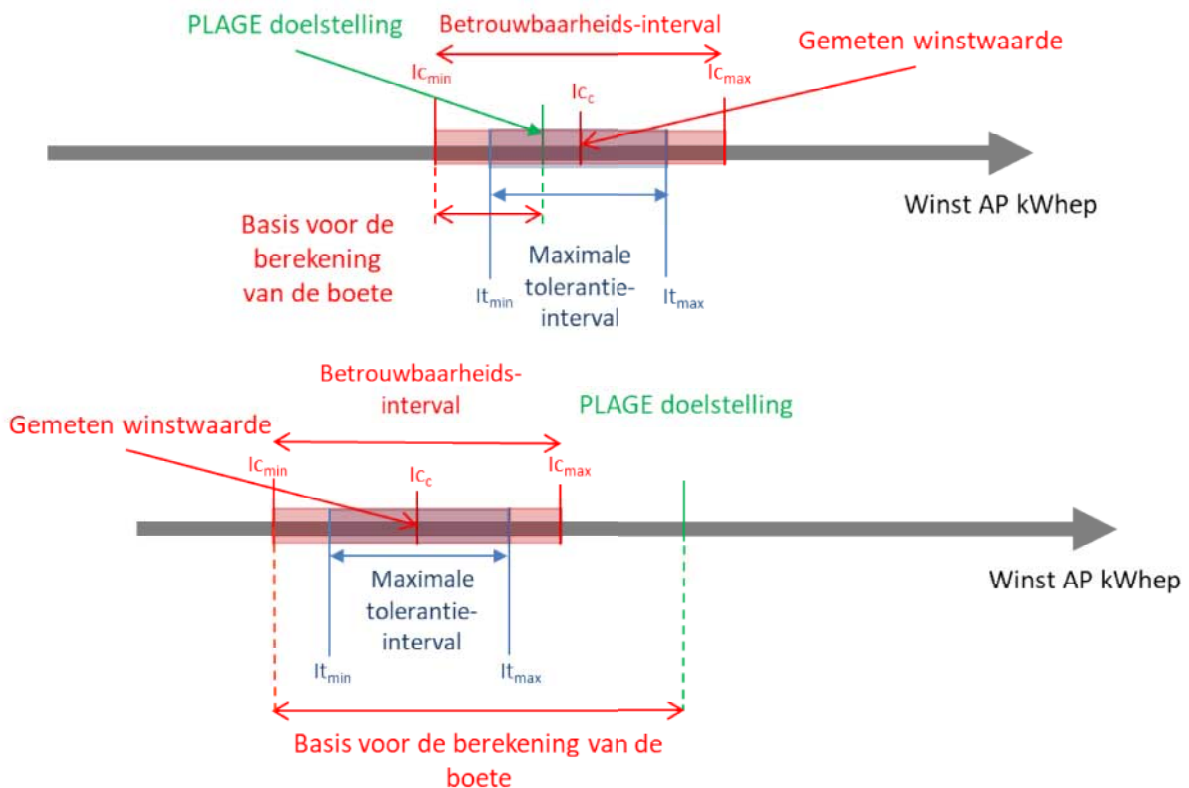 PLAGE doelstelling
Betrouwbaarheids-interval
Gemeten winstwaarde
Ic_min
Ic_c
Ic_max
Winst AP kWhep
Basis voor de
berekening
van de boete
Maximale
tolerantie-
interval
It_min
It_max
Betrouwbaarheids-
interval
PLAGE doelstelling
Gemeten winstwaarde
Ic_min
Ic_c
Ic_max
Winst AP kWhep
Maximale
tolerantie-
interval
It_min
It_max
Basis voor de berekening van de
boete